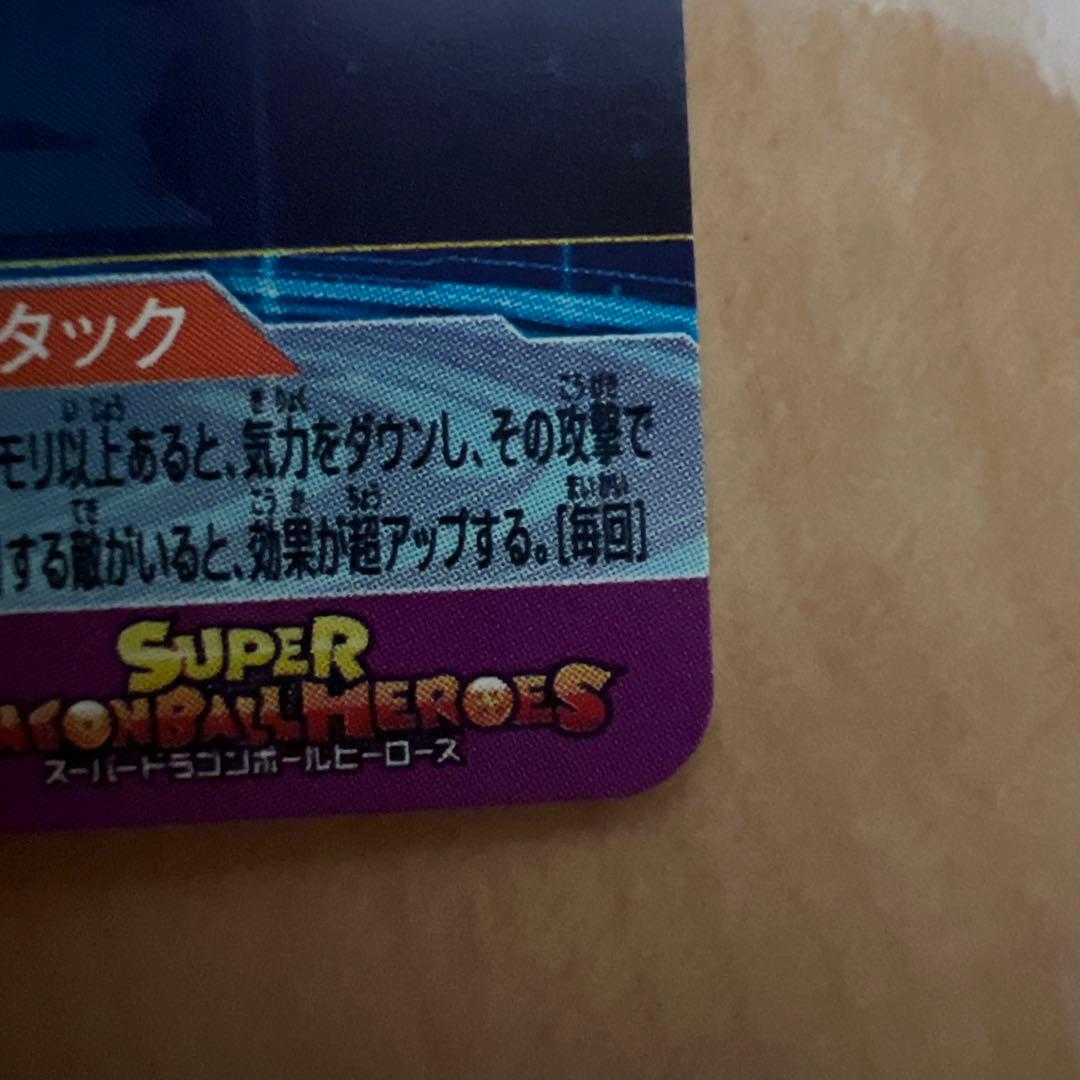 タック
モリ以上あると、気力をダウンし、その攻撃で
する敵がいると、効果が超アップする。[毎回]
SUPER
AGONBALL HEROES
スーパードラゴンボールヒーローズ